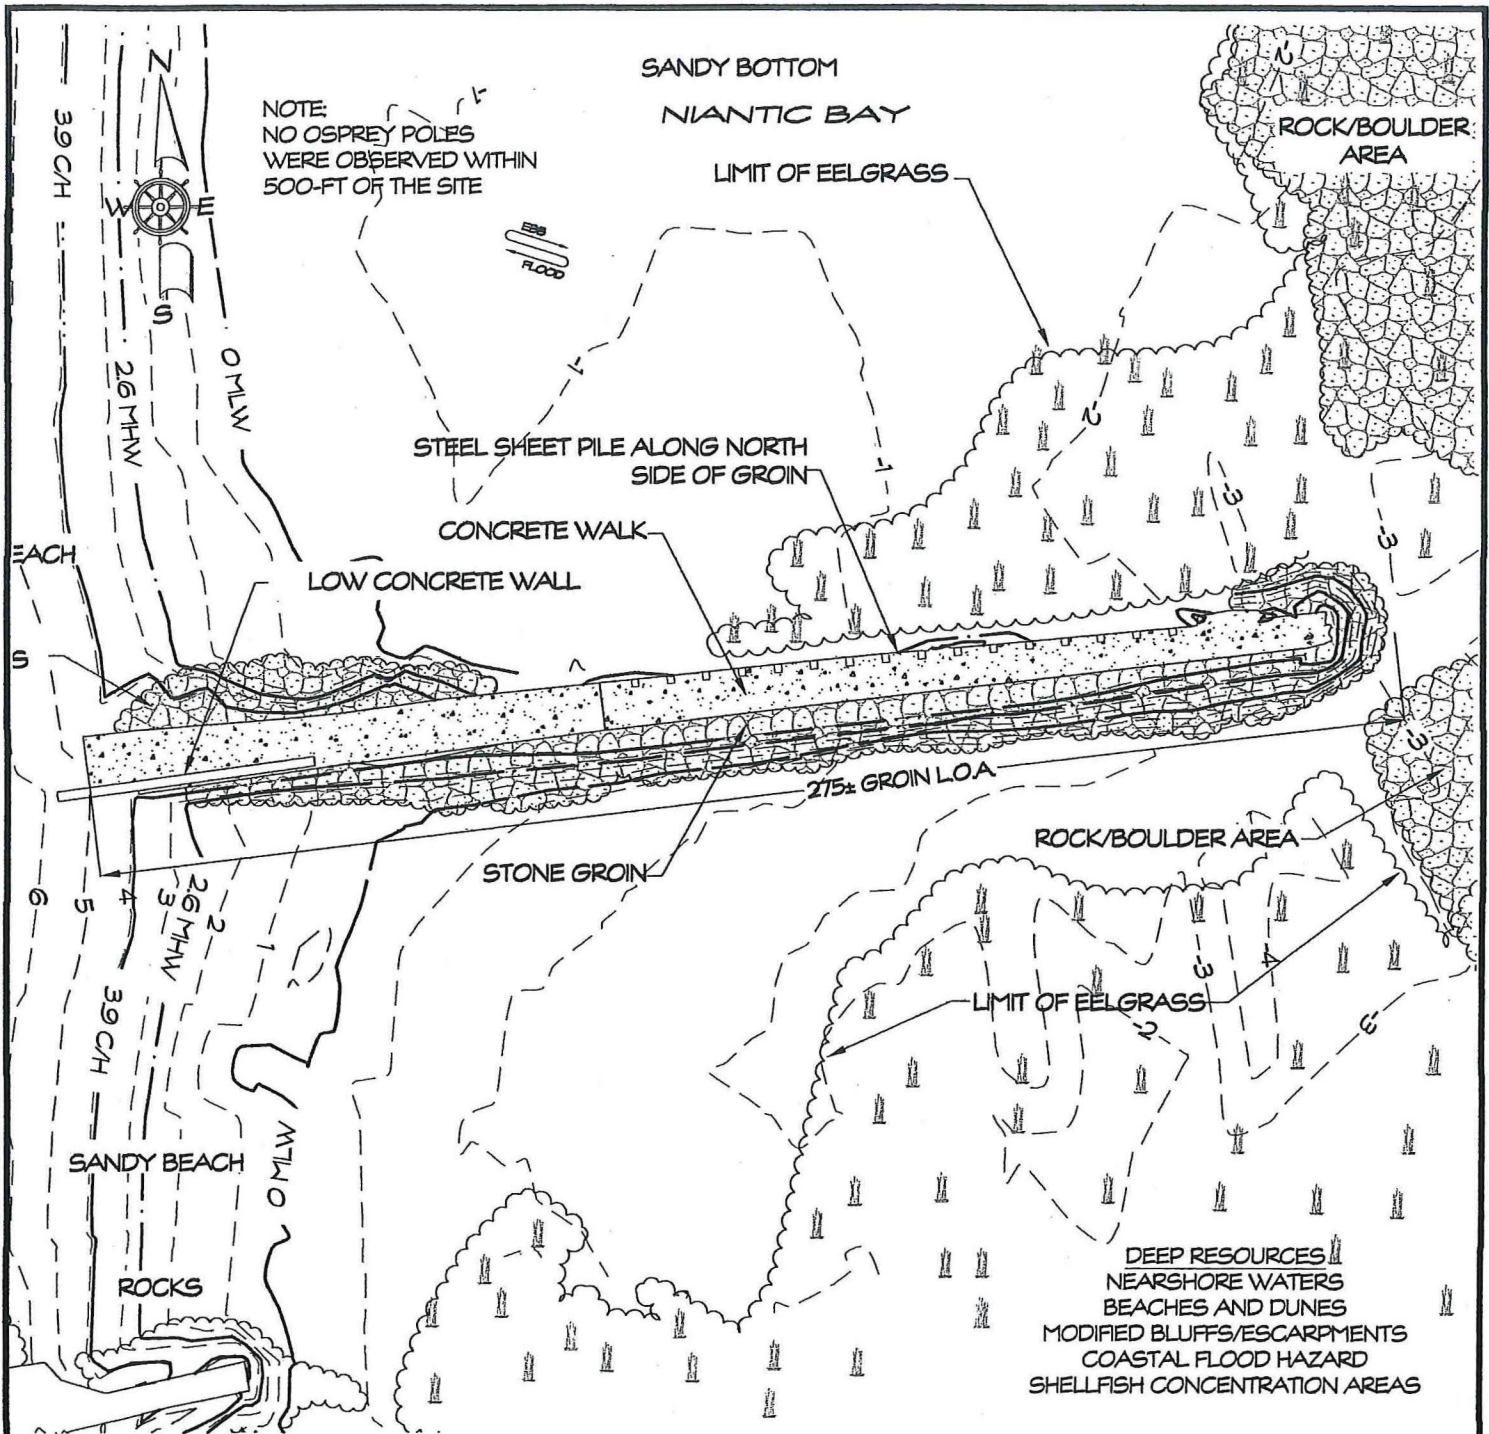 SANDY BOTTOM
NIANTIC BAY
NOTE:
NO OSPREY POLES
WERE OBSERVED WITHIN
500-FT OF THE SITE
N
W
E
S
39 C/H
2.6 MHW
0 MLW
EBB
FLOOD
LIMIT OF EELGRASS
ROCK/BOULDER
AREA
-1
-2
-1
-2
-1
-3
-3
STEEL SHEET PILE ALONG NORTH
SIDE OF GROIN
CONCRETE WALK
LOW CONCRETE WALL
EACH
S
275± GROIN L.O.A.
STONE GROIN
ROCK/BOULDER AREA
-3
6
5
4
3
2.6 MHW
2
1
39 C/H
LIMIT OF EELGRASS
-3
-4
-2
-3
0 MLW
SANDY BEACH
ROCKS
DEEP RESOURCES
NEARSHORE WATERS
BEACHES AND DUNES
MODIFIED BLUFFS/ESCARPMENTS
COASTAL FLOOD HAZARD
SHELLFISH CONCENTRATION AREAS